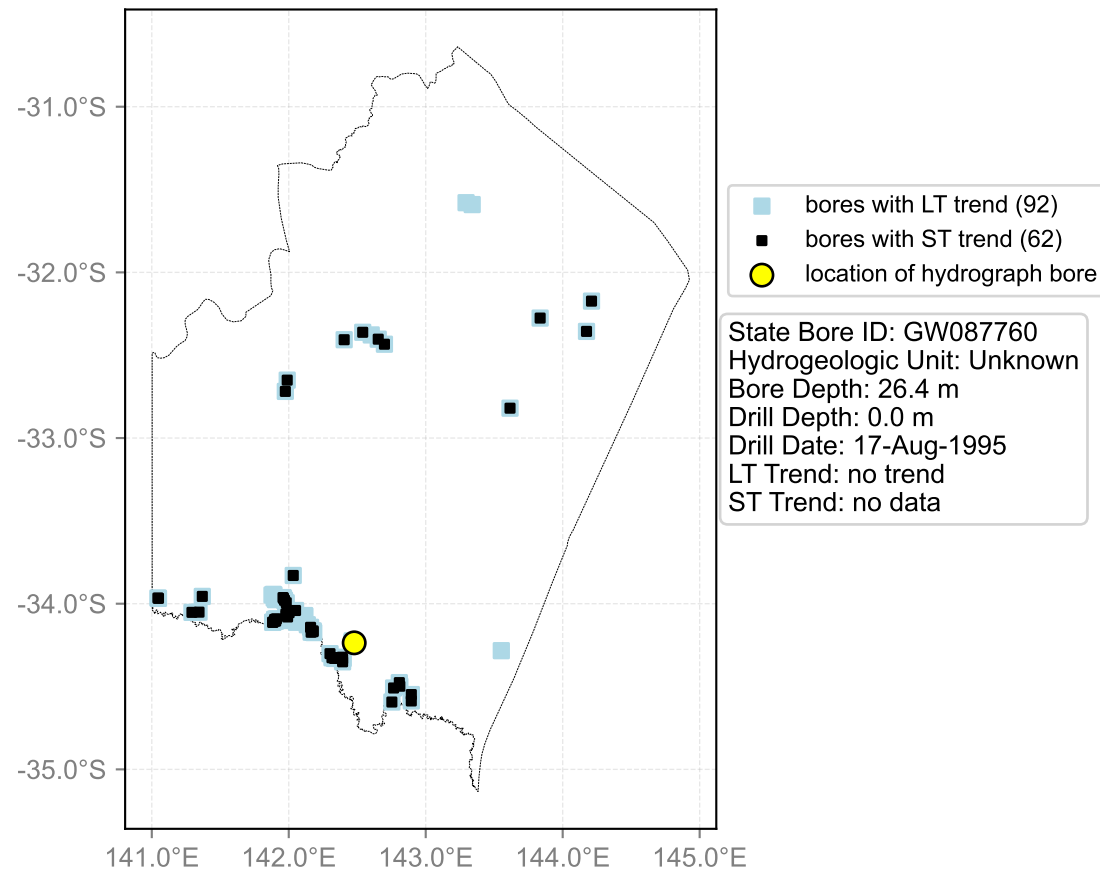 -31.0°S
-32.0°S
-33.0°S
-34.0°S
-35.0°S
141.0°E 142.0°E 143.0°E 144.0°E 145.0°E
bores with LT trend (92)
bores with ST trend (62)
location of hydrograph bore
State Bore ID: GW087760
Hydrogeologic Unit: Unknown
Bore Depth: 26.4 m
Drill Depth: 0.0 m
Drill Date: 17-Aug-1995
LT Trend: no trend
ST Trend: no data